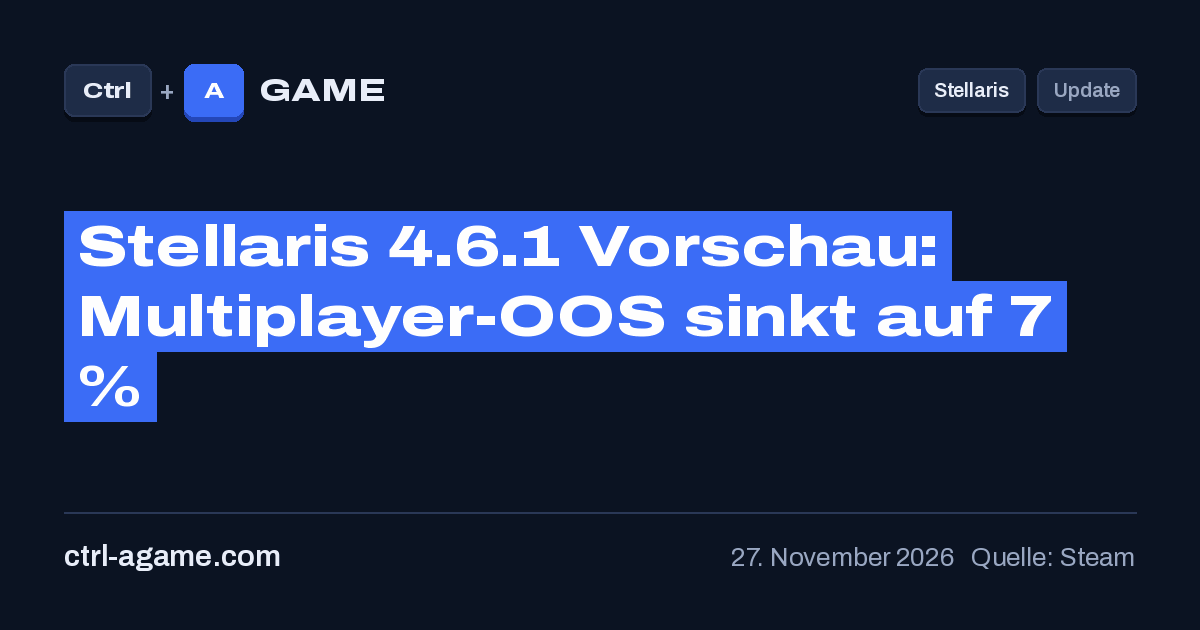 Ctrl + A GAME
Stellaris Update
Stellaris 4.6.1 Vorschau:
Multiplayer-OOS sinkt auf 7
%
ctrl-agame.com
27. November 2026 Quelle: Steam